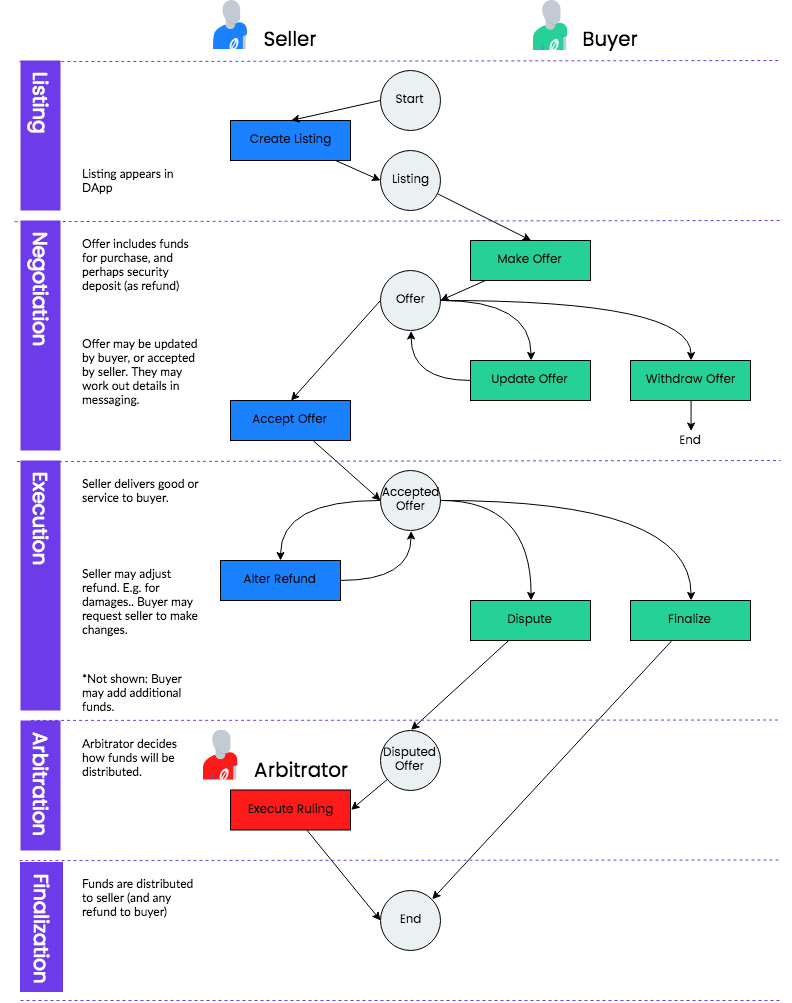 Seller
Buyer
Listing
Start
Create Listing
Listing appears in
DApp
Listing
Negotiation
Offer includes funds
for purchase, and
perhaps security
deposit (as refund)
Make Offer
Offer
Offer may be updated
by buyer, or accepted
by seller. They may
work out details in
messaging.
Update Offer
Withdraw Offer
Accept Offer
End
Execution
Seller delivers good or
service to buyer.
Accepted
Offer
Seller may adjust
refund. E.g. for
damages.. Buyer may
request seller to make
changes.
Alter Refund
Dispute
Finalize
*Not shown: Buyer
may add additional
funds.
Arbitration
Arbitrator decides
how funds will be
distributed.
Arbitrator
Disputed
Offer
Execute Ruling
Finalization
Funds are distributed
to seller (and any
refund to buyer)
End